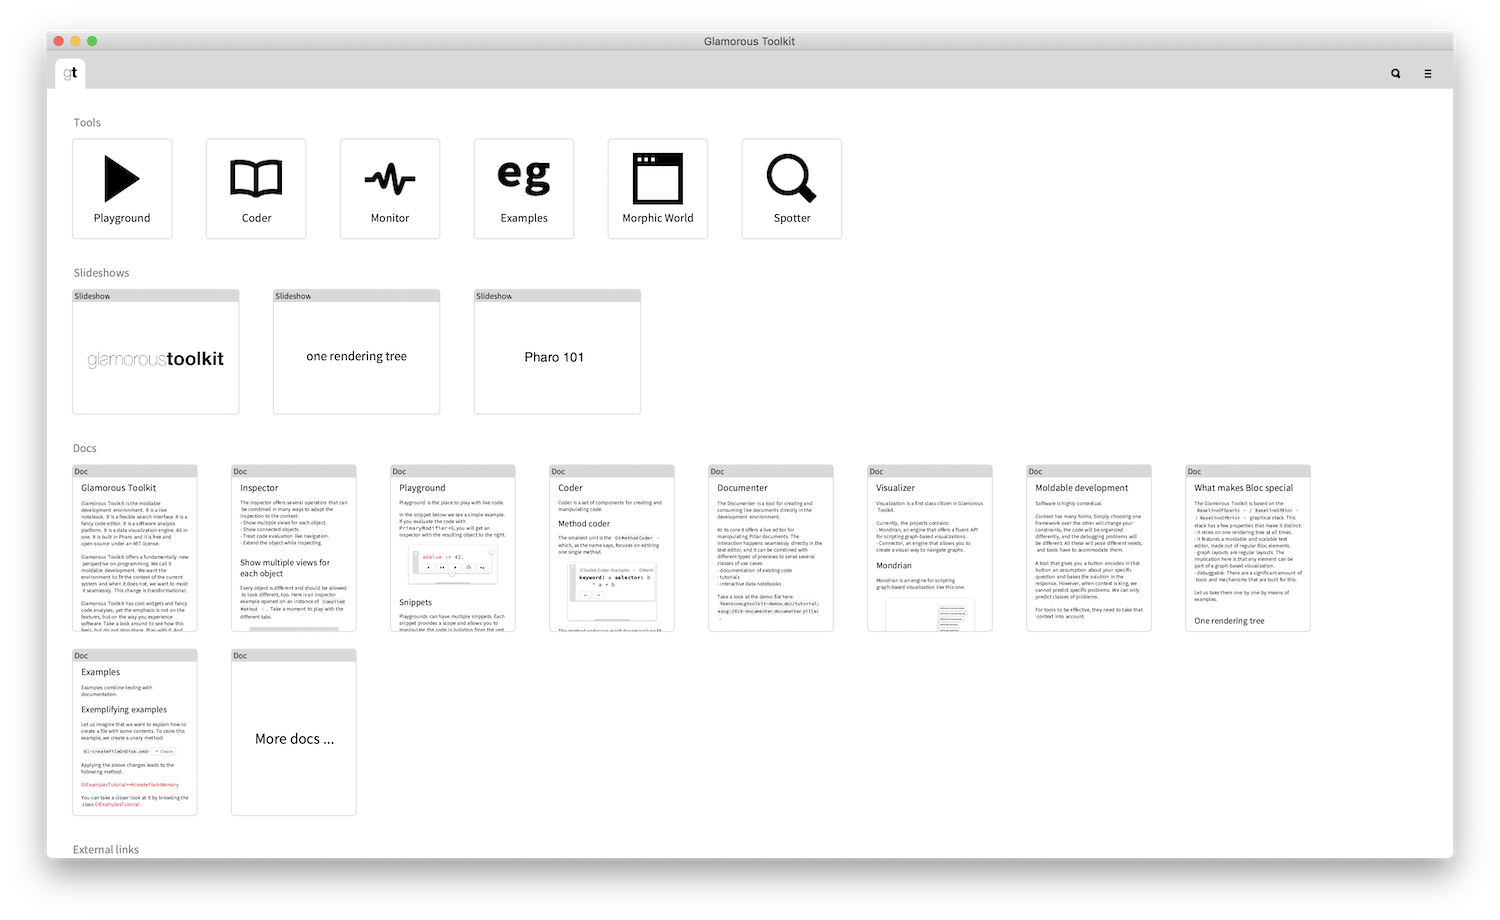 Glamorous Toolkit
gt
Tools
Playground
Coder
Monitor
eg
Examples
Morphic World
Spotter
Slideshows
Slideshow
glamoroustoolkit
Slideshow
one rendering tree
Slideshow
Pharo 101
Docs
Doc
Glamorous Toolkit
Glamorous Toolkit is the moldable
development environment. It is a live
notebook. It is a flexible search interface. It is a
fancy code editor. It is a software analysis
platform. It is a data visualization engine. All in
one. It is built in Pharo and it is free and
open-source under an MIT license.
Glamorous Toolkit offers a fundamentally new
perspective on programming. We call it
moldable development. We want the
environment to fit the context of the current
system and when it does not, we want to mold
it seamlessly. This change is transformational.
Glamorous Toolkit has cool widgets and fancy
code analyses, yet the emphasis is not on the
features, but on the way you experience
software. Take a look around to see how this
feels, but do not stop there. Play with it. And
Doc
Inspector
The inspector offers several operators that can
be combined in many ways to adapt the
inspection to the context:
- Show multiple views for each object.
- Show connected objects.
- Treat code evaluation like navigation.
- Extend the object while inspecting.
Show multiple views for
each object
Every object is different and should be allowed
to look different, too. Here is an inspector
example opened on an instance of Compiled
Method . Take a moment to play with the
different tabs.
Doc
Playground
Playground is the place to play with live code.
In the snippet below we see a simple example.
If you evaluate the code with
PrimaryModifier+G, you will get an
inspector with the resulting object to the right.
aValue := 42.
Snippets
Playgrounds can have multiple snippets. Each
snippet provides a scope and allows you to
manipulate the code in isolation from the rest
Doc
Coder
Coder is a set of components for creating and
manipulating code.
Method coder
The smallest unit is the GtMethodCoder
which, as the name says, focuses on editing
one single method.
GToolkit-Coder-Examples > GtMeth
keyword: a selector: b
^ a + b
The method coder can mold dynamically to fit
Doc
Documenter
The Documenter is a tool for creating and
consuming live documents directly in the
development environment.
At its core it offers a live editor for
manipulating Pillar documents. The
interaction happens seamlessly directly in the
text editor, and it can be combined with
different types of previews to serve several
classes of use cases:
- documentation of existing code
- tutorials
- interactive data notebooks
Take a look at the demo file here:
Doc
Visualizer
Visualization is a first class citizen in Glamorous
Toolkit.
Currently, the projects contains:
- Mondrian, an engine that offers a fluent API
for scripting graph-based visualizations.
- Connector, an engine that allows you to
create a visual way to navigate graphs.
Mondrian
Mondrian is an engine for scripting
graph-based visualization like this one:
Doc
Moldable development
Software is highly contextual.
Context has many forms. Simply choosing one
framework over the other will change your
constraints, the code will be organized
differently, and the debugging problems will
be different. All these will pose different needs,
and tools have to acommodate them.
A tool that gives you a button encodes in that
button an assumption about your specific
question and bakes the solution in the
response. However, when context is king, we
cannot predict specific problems. We can only
predict classes of problems.
For tools to be effective, they need to take that
context into account.
Doc
What makes Bloc special
The Glamorous Toolkit is based on the
/ BaselineOfBloc
/ BaselineOfBrick graphical stack. This
stack has a few properties that make it distinct:
- it relies on one rendering tree at all times.
- it features a moldable and scalable text
editor, made out of regular Bloc elements.
- graph layouts are regular layouts. The
implication here is that any element can be
part of a graph-based visualization.
- debuggable. There are a significant amount of
tools and mechanisms that are built for this.
Let us take them one by one by means of
examples.
One rendering tree
Doc
Examples
Examples combine testing with
documentation.
Exemplifying examples
Let us imagine that we want to explain how to
create a file with some contents. To store this
example, we create a unary method:
01-createFileOnDisk.ombu Create
Applying the above changes leads to the
following method.
GtExamplesTutorial>>#createFileInMemory
You can take a closer look at it by browsing the
class GtExamplesTutorial .
Doc
More docs ...
External links